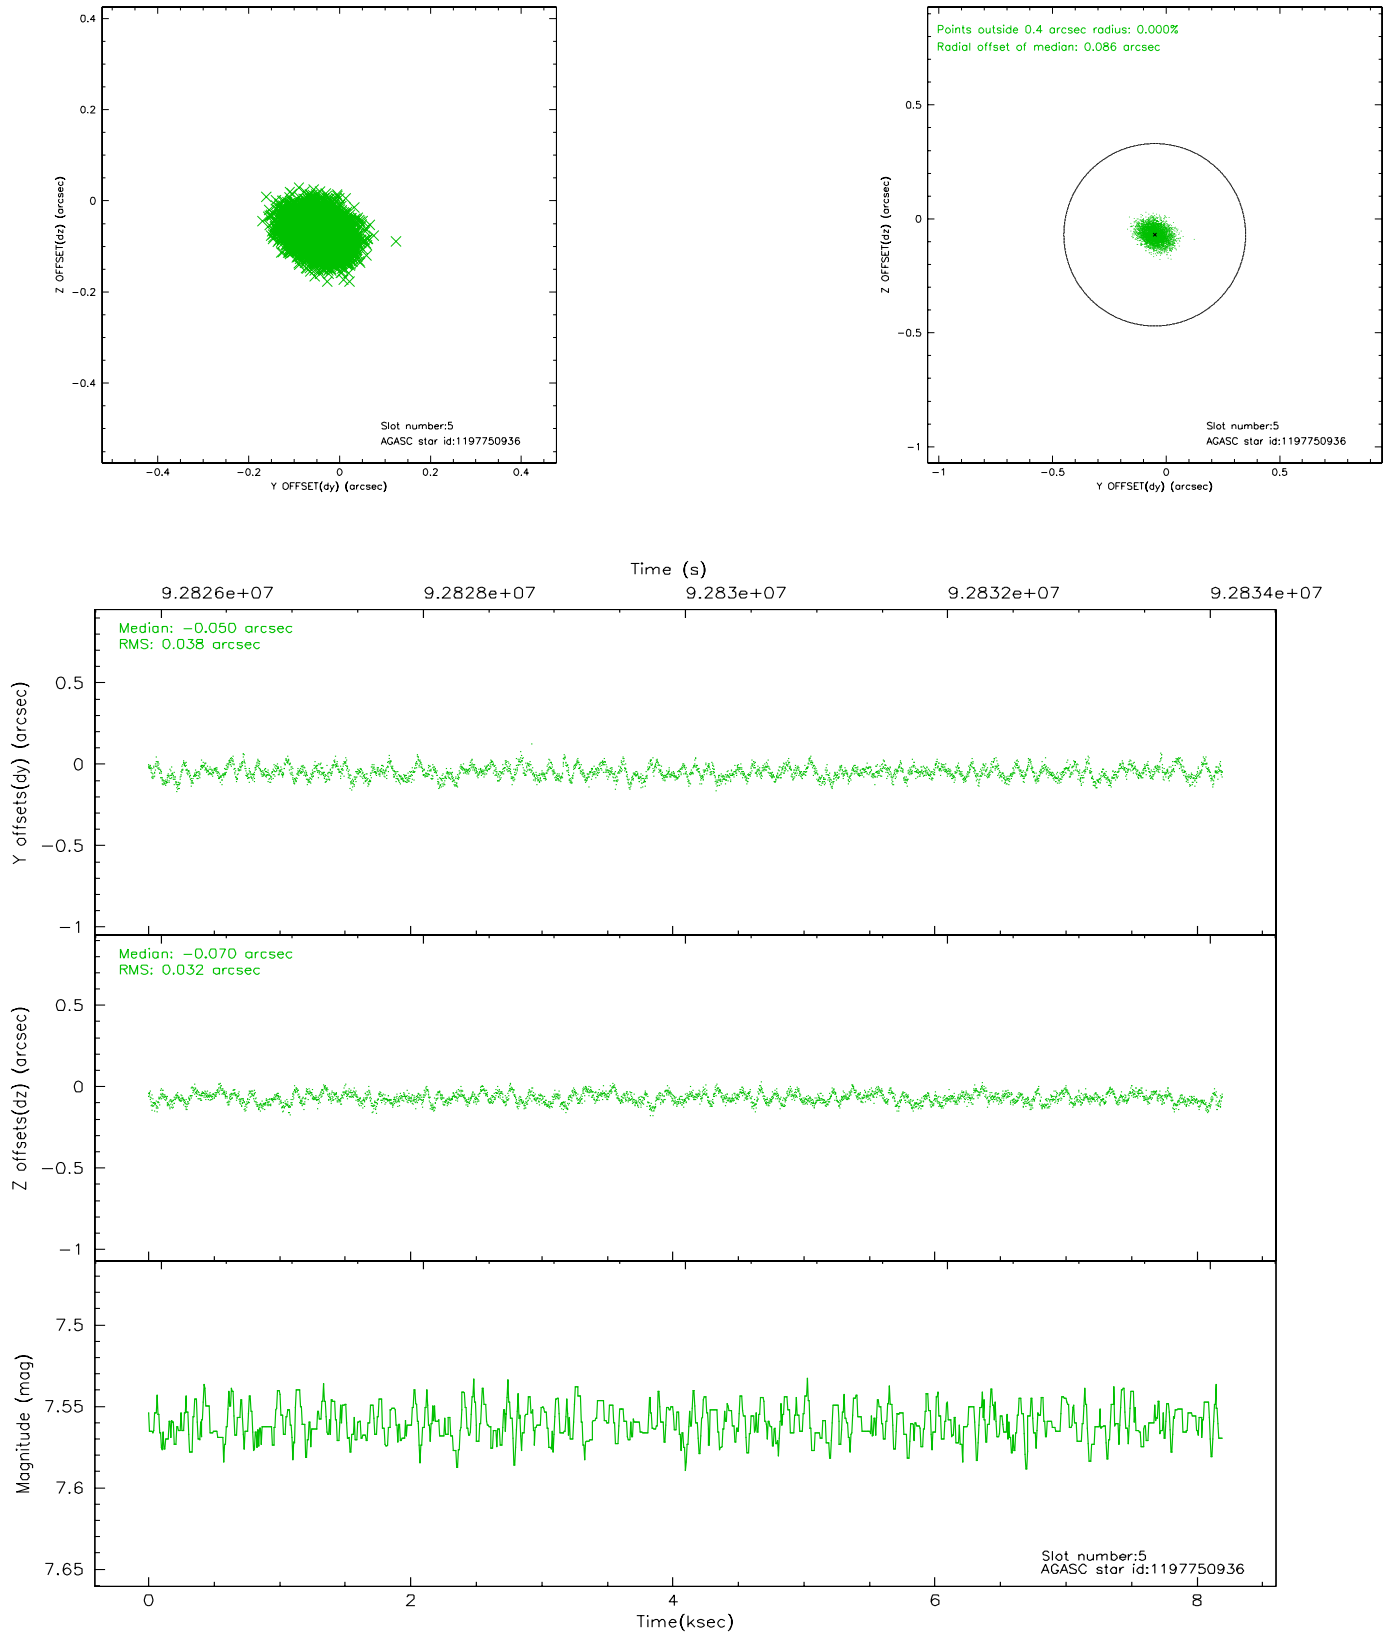 0.4
0.2
0
−0.2
−0.4
Z OFFSET(dz) (arcsec)
−0.4
−0.2
0
0.2
0.4
Y OFFSET(dy) (arcsec)
Slot number:5
AGASC star id:1197750936
Points outside 0.4 arcsec radius: 0.000%
Radial offset of median: 0.086 arcsec
0.5
0
−0.5
−1
Z OFFSET(dz) (arcsec)
−1
−0.5
0
0.5
Y OFFSET(dy) (arcsec)
Slot number:5
AGASC star id:1197750936
Time (s)
9.2826e+07
9.2828e+07
9.283e+07
9.2832e+07
9.2834e+07
Median: −0.050 arcsec
RMS: 0.038 arcsec
0.5
0
−0.5
−1
Y offsets(dy) (arcsec)
Median: −0.070 arcsec
RMS: 0.032 arcsec
0.5
0
−0.5
−1
Z offsets(dz) (arcsec)
7.5
7.55
7.6
7.65
Magnitude (mag)
Slot number:5
AGASC star id:1197750936
0
2
4
6
8
Time(ksec)